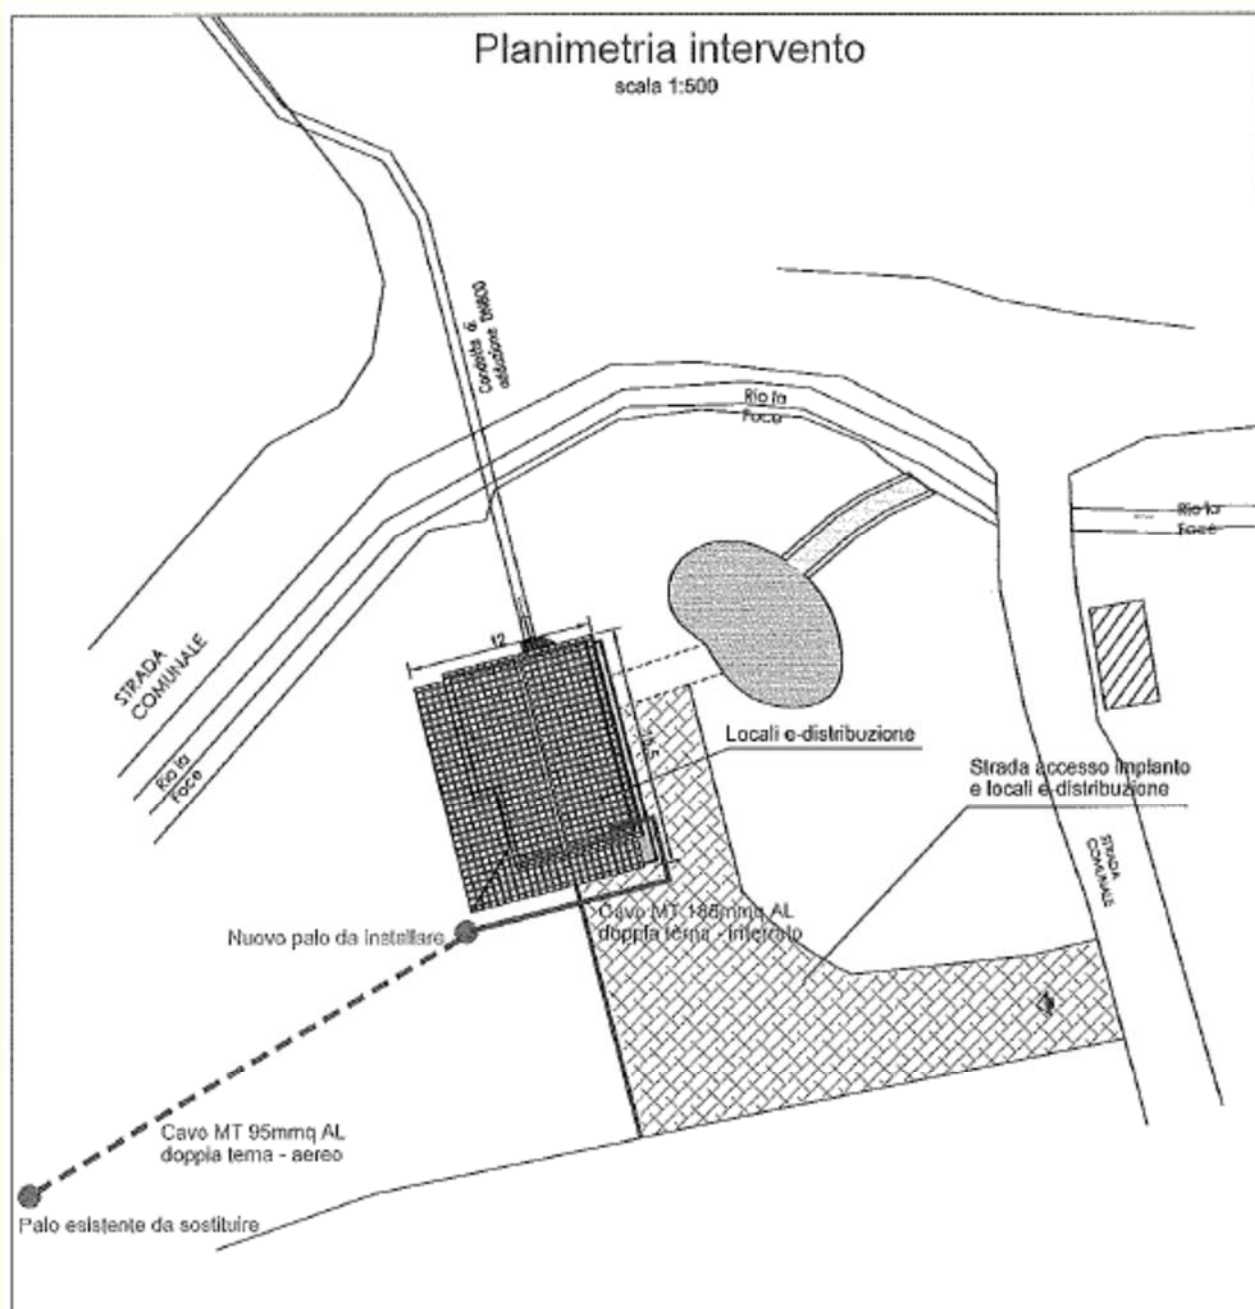 Planimetria intervento
scala 1:500
Condotta di
adduzione DN800
Rio la
Foce
Rio la
Foce
STRADA
COMUNALE
12
Rio la
Foce
Locali e-distribuzione
Strada accesso impianto
e locali e-distribuzione
STRADA
COMUNALE
Cavo MT 185mmq AL
doppia terna - interrato
Nuovo palo da installare
Cavo MT 95mmq AL
doppia terna - aereo
Palo esistente da sostituire